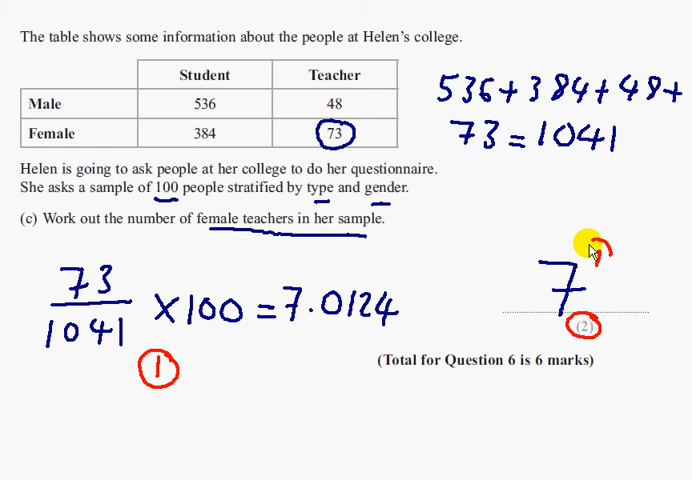 The table shows some information about the people at Helen's college.
Student Teacher
Male 536 48
Female 384 73
536+384+48+
73=1041
Helen is going to ask people at her college to do her questionnaire.
She asks a sample of 100 people stratified by type and gender.
(c) Work out the number of female teachers in her sample.
73
1041
×100=7.0124
1
7
(2)
(Total for Question 6 is 6 marks)